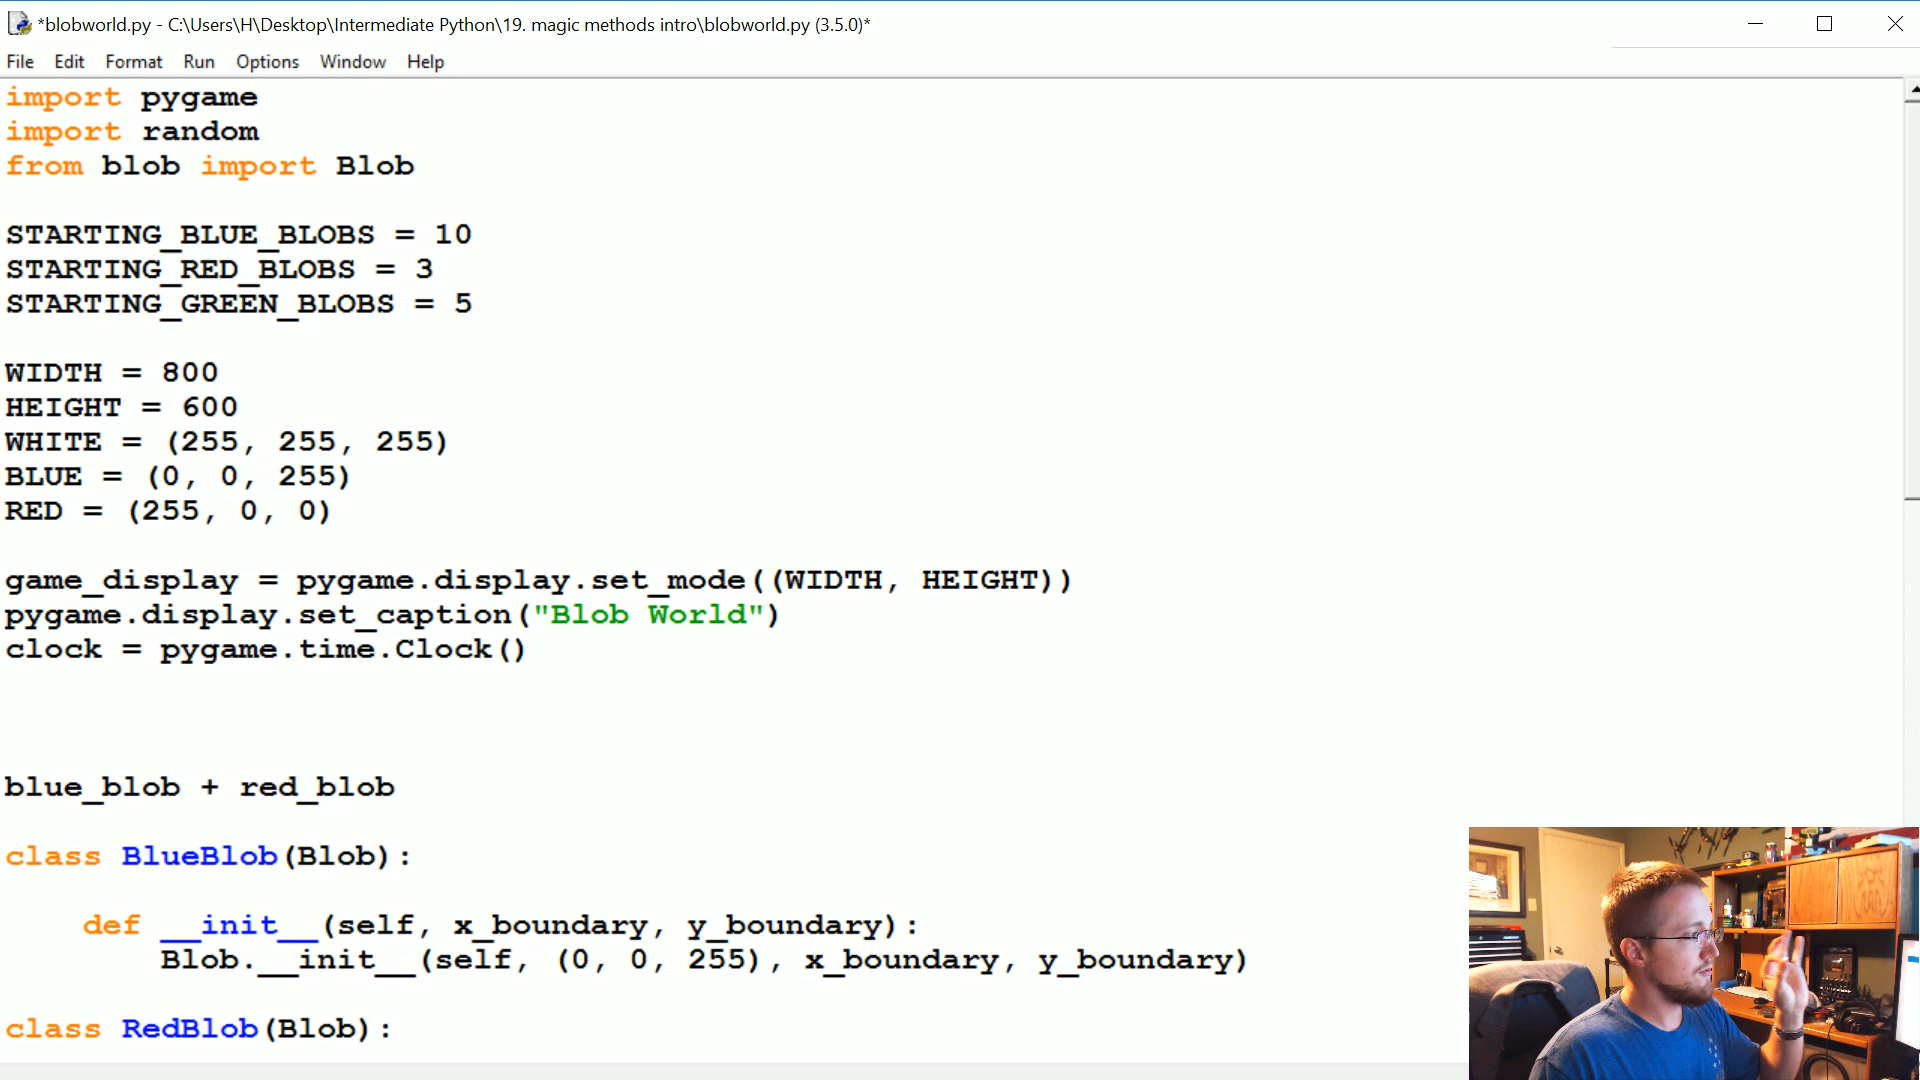 *blobworld.py - C:\Users\H\Desktop\Intermediate Python\19. magic methods intro\blobworld.py (3.5.0)*
File Edit Format Run Options Window Help
import pygame
import random
from blob import Blob
STARTING_BLUE_BLOBS = 10
STARTING_RED_BLOBS = 3
STARTING_GREEN_BLOBS = 5
WIDTH = 800
HEIGHT = 600
WHITE = (255, 255, 255)
BLUE = (0, 0, 255)
RED = (255, 0, 0)
game_display = pygame.display.set_mode((WIDTH, HEIGHT))
pygame.display.set_caption("Blob World")
clock = pygame.time.Clock()
blue_blob + red_blob
class BlueBlob(Blob):
def __init__(self, x_boundary, y_boundary):
Blob.__init__(self, (0, 0, 255), x_boundary, y_boundary)
class RedBlob(Blob):